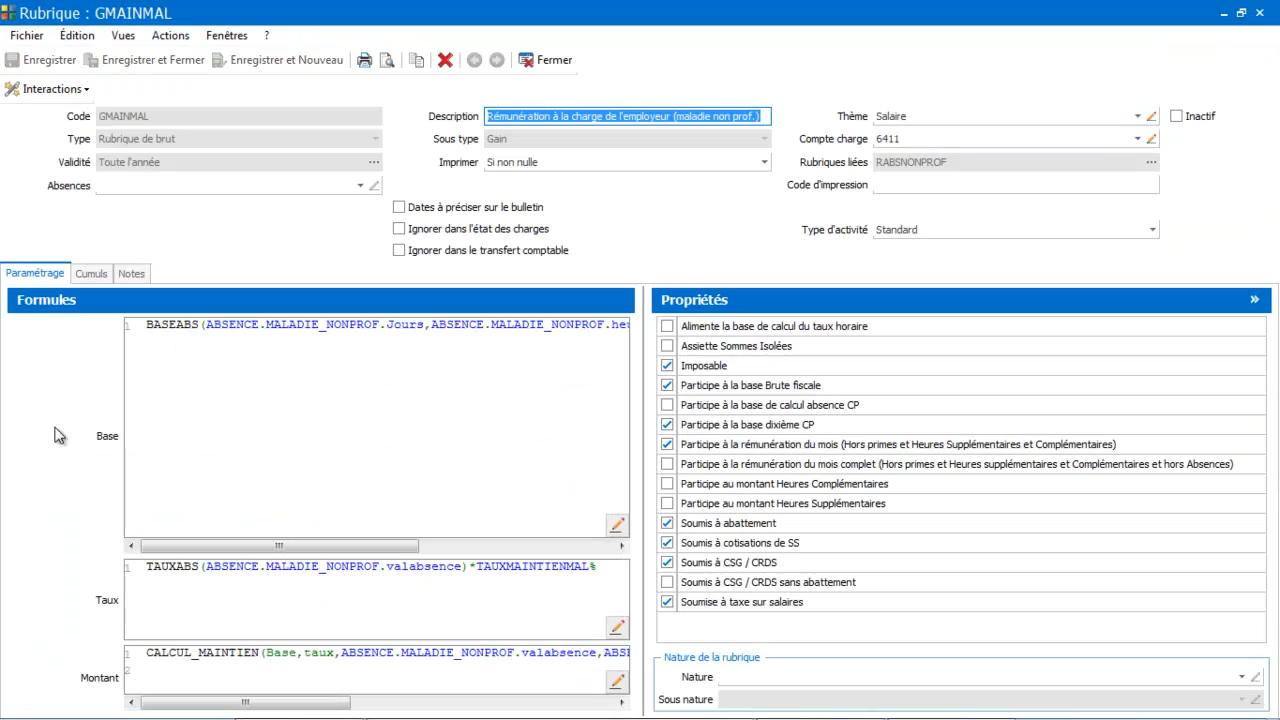 Rubrique : GMAINMAL
Fichier Édition Vues Actions Fenêtres ?
Enregistrer Enregistrer et Fermer Enregistrer et Nouveau Fermer
Interactions
Code GMAINMAL Description Rémunération à la charge de l'employeur (maladie non prof.) Thème Salaire Inactif
Type Rubrique de brut Sous type Gain Compte charge 6411
Validité Toute l'année ... Imprimer Si non nulle Rubriques liées RABSNONPROF ...
Absences Code d'impression
Dates à préciser sur le bulletin
Ignorer dans l'état des charges Type d'activité Standard
Ignorer dans le transfert comptable
Paramétrage Cumuls Notes
Formules
1 BASEABS(ABSENCE.MALADIE_NONPROF.Jours,ABSENCE.MALADIE_NONPROF.heu
Base
1 TAUXABS(ABSENCE.MALADIE_NONPROF.valabsence)*TAUXMAINTIENMAL%
Taux
1 CALCUL_MAINTIEN(Base,taux,ABSENCE.MALADIE_NONPROF.valabsence,ABSE
2
Montant
Propriétés »
Alimente la base de calcul du taux horaire
Assiette Sommes Isolées
Imposable
Participe à la base Brute fiscale
Participe à la base de calcul absence CP
Participe à la base dixième CP
Participe à la rémunération du mois (Hors primes et Heures Supplémentaires et Complémentaires)
Participe à la rémunération du mois complet (Hors primes et Heures supplémentaires et Complémentaires et hors Absences)
Participe au montant Heures Complémentaires
Participe au montant Heures Supplémentaires
Soumis à abattement
Soumis à cotisations de SS
Soumis à CSG / CRDS
Soumis à CSG / CRDS sans abattement
Soumise à taxe sur salaires
Nature de la rubrique
Nature
Sous nature